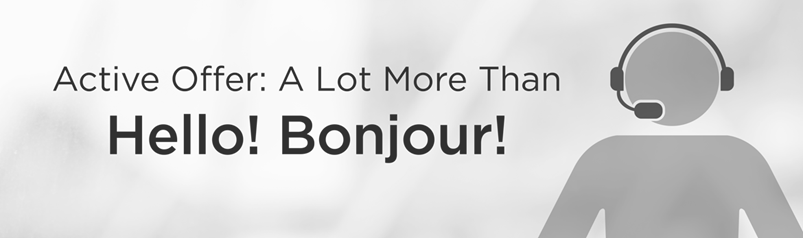 Active Offer: A Lot More Than
Hello! Bonjour!